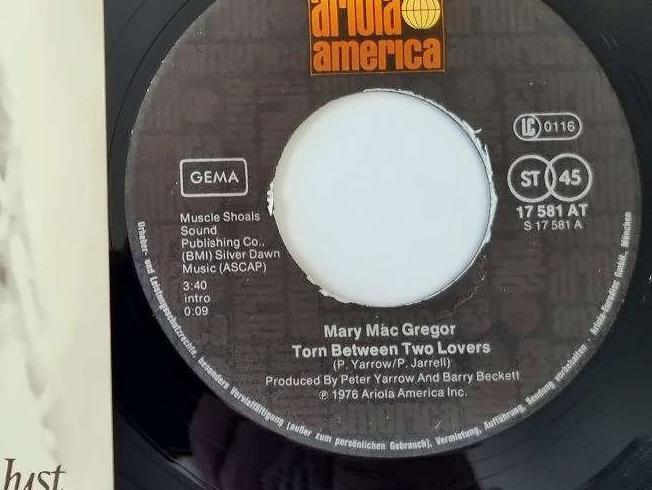 ariola
america
LC 0116
GEMA
ST 45
17 581 AT
S 17 581 A
Muscle Shoals
Sound
Publishing Co.,
(BMI) Silver Dawn
Music (ASCAP)
3:40
intro
0:09
Mary Mac Gregor
Torn Between Two Lovers
(P. Yarrow/P. Jarrell)
Produced By Peter Yarrow And Barry Beckett
℗ 1976 Ariola America Inc.
Urheber- und Leistungsschutzrechte, besonders Vervielfältigung (außer zum persönlichen Gebrauch), Vermietung, Aufführung, Sendung vorbehalten · Ariola-Eurodisc GmbH, München
hast